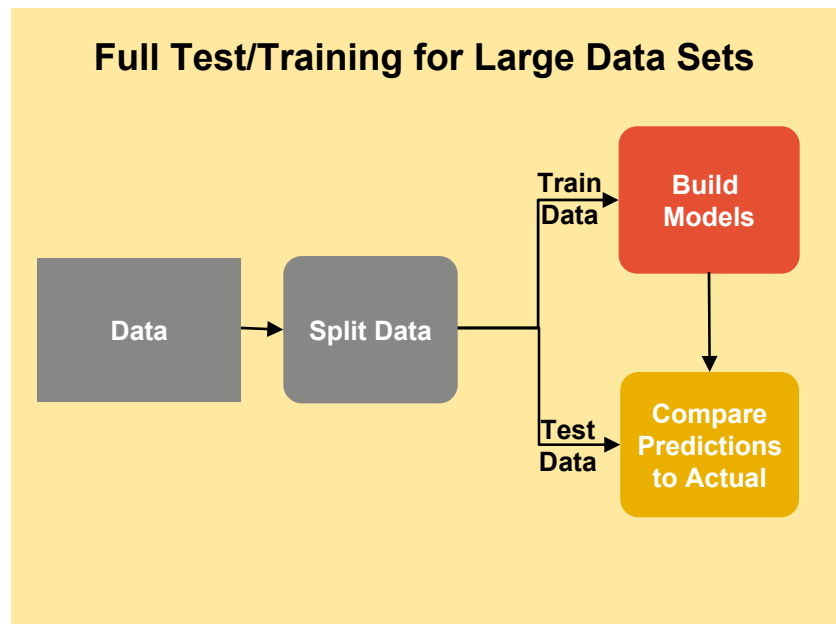 Full Test/Training for Large Data Sets
Train
Data
Build
Models
Data
Split Data
Test
Data
Compare
Predictions
to Actual